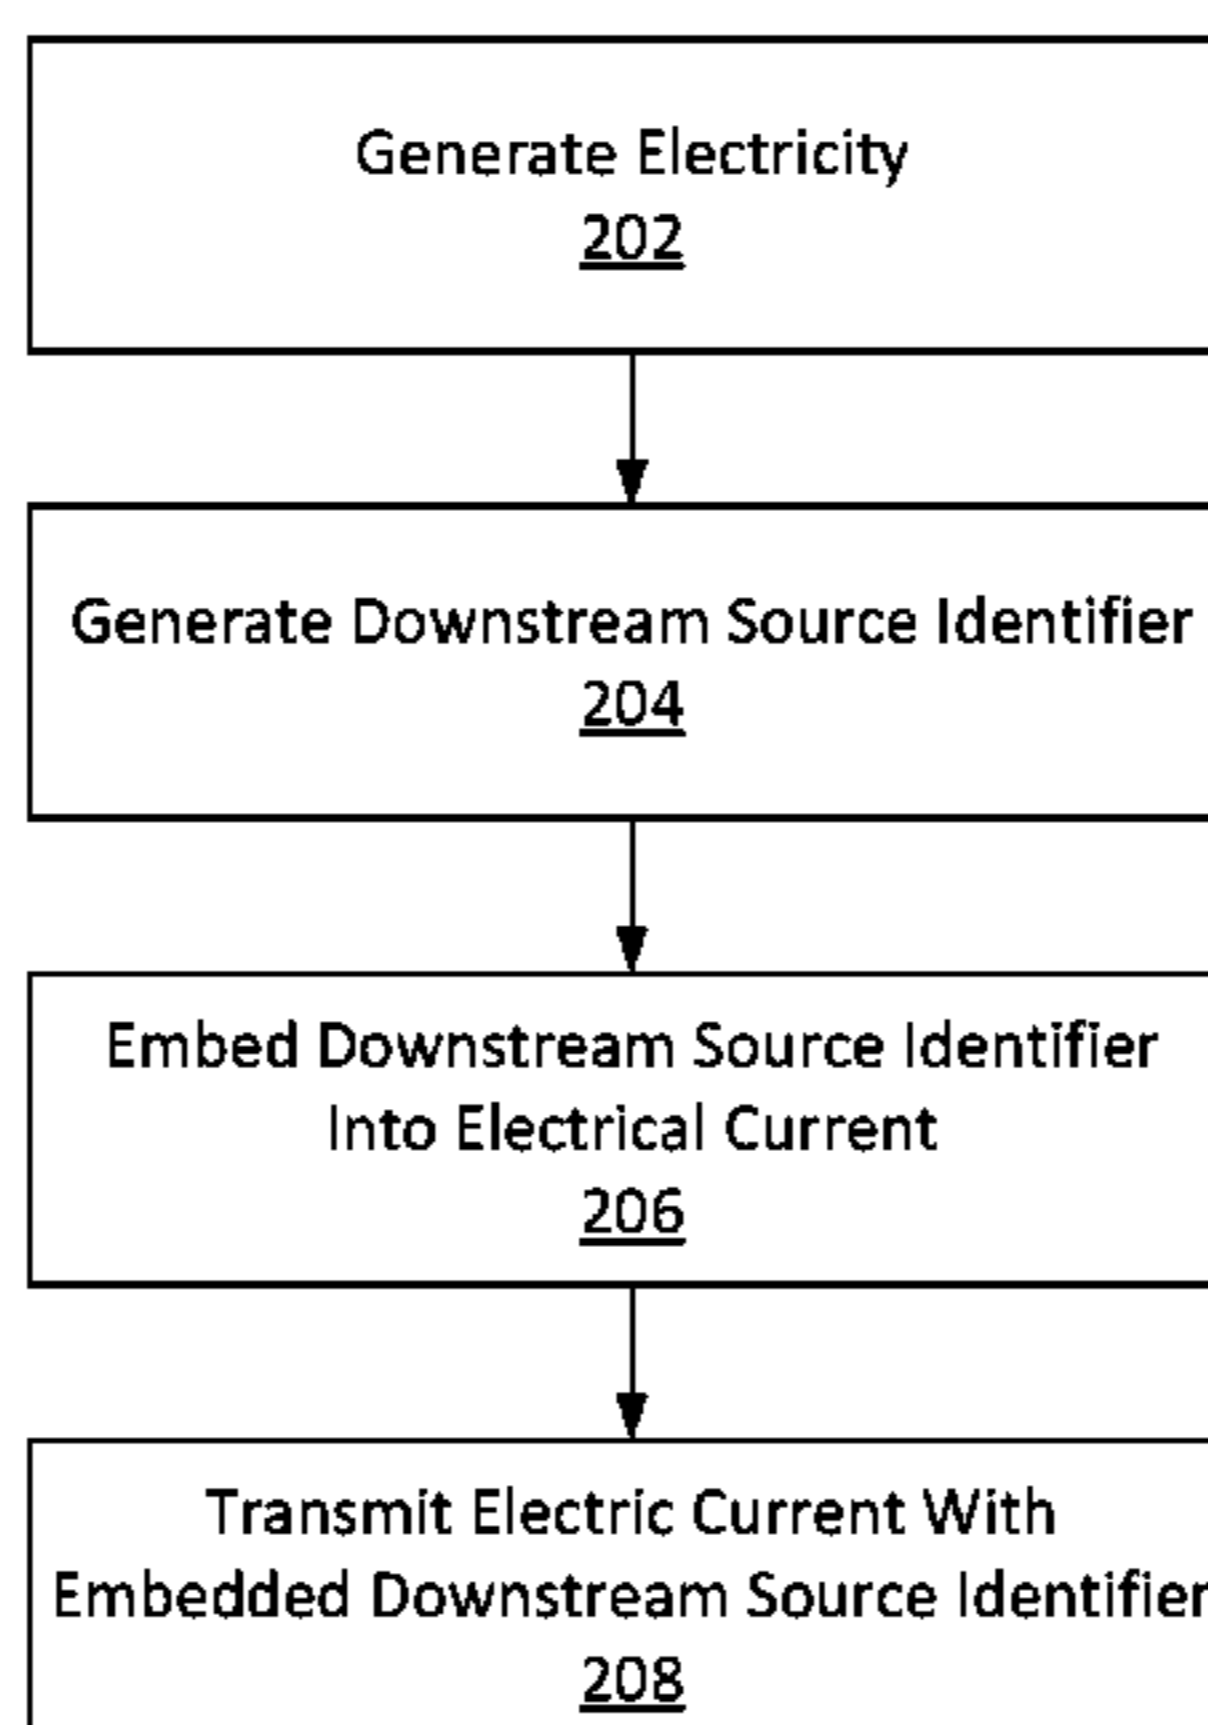 Generate Electricity
202
Generate Downstream Source Identifier
204
Embed Downstream Source Identifier
Into Electrical Current
206
Transmit Electric Current With
Embedded Downstream Source Identifier
208